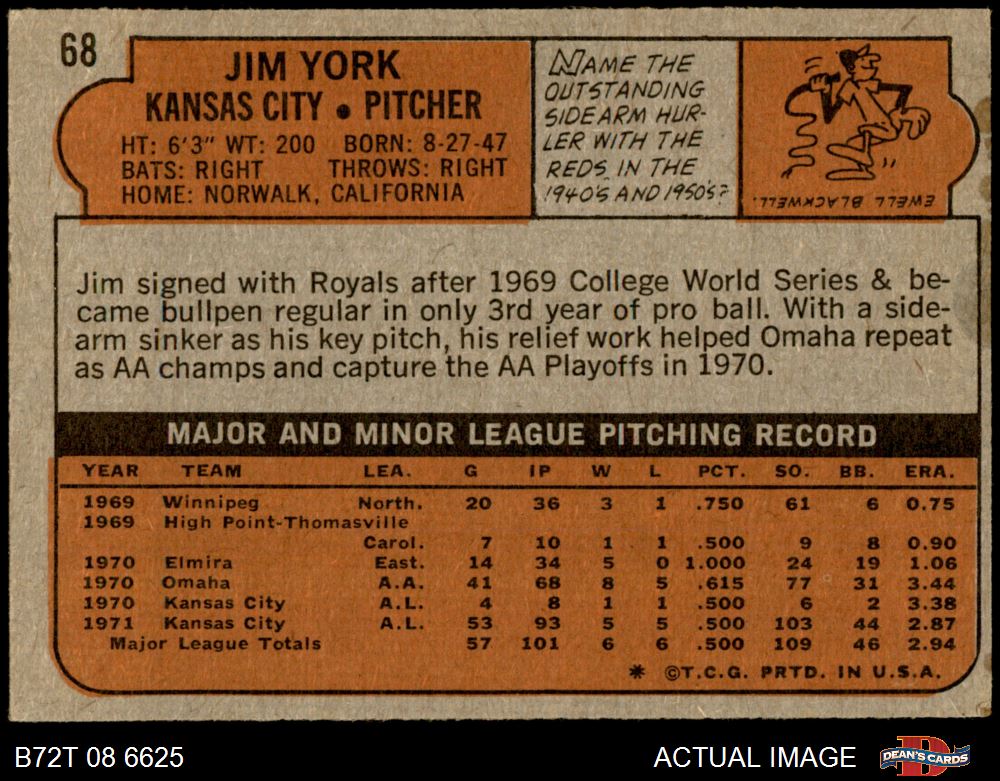 68
JIM YORK
KANSAS CITY • PITCHER
HT: 6'3" WT: 200 BORN: 8-27-47
BATS: RIGHT THROWS: RIGHT
HOME: NORWALK, CALIFORNIA
NAME THE
OUTSTANDING
SIDEARM HUR-
LER WITH THE
REDS IN THE
1940'S AND 1950'S?
EWELL BLACKWELL.
Jim signed with Royals after 1969 College World Series & be-
came bullpen regular in only 3rd year of pro ball. With a side-
arm sinker as his key pitch, his relief work helped Omaha repeat
as AA champs and capture the AA Playoffs in 1970.
MAJOR AND MINOR LEAGUE PITCHING RECORD
YEAR TEAM LEA. G IP W L PCT. SO. BB. ERA.
1969 Winnipeg North. 20 36 3 1 .750 61 6 0.75
1969 High Point-Thomasville
Carol. 7 10 1 1 .500 9 8 0.90
1970 Elmira East. 14 34 5 0 1.000 24 19 1.06
1970 Omaha A.A. 41 68 8 5 .615 77 31 3.44
1970 Kansas City A.L. 4 8 1 1 .500 6 2 3.38
1971 Kansas City A.L. 53 93 5 5 .500 103 44 2.87
Major League Totals 57 101 6 6 .500 109 46 2.94
* ©T.C.G. PRTD. IN U.S.A.
B72T 08 6625 ACTUAL IMAGE DEAN'S CARDS